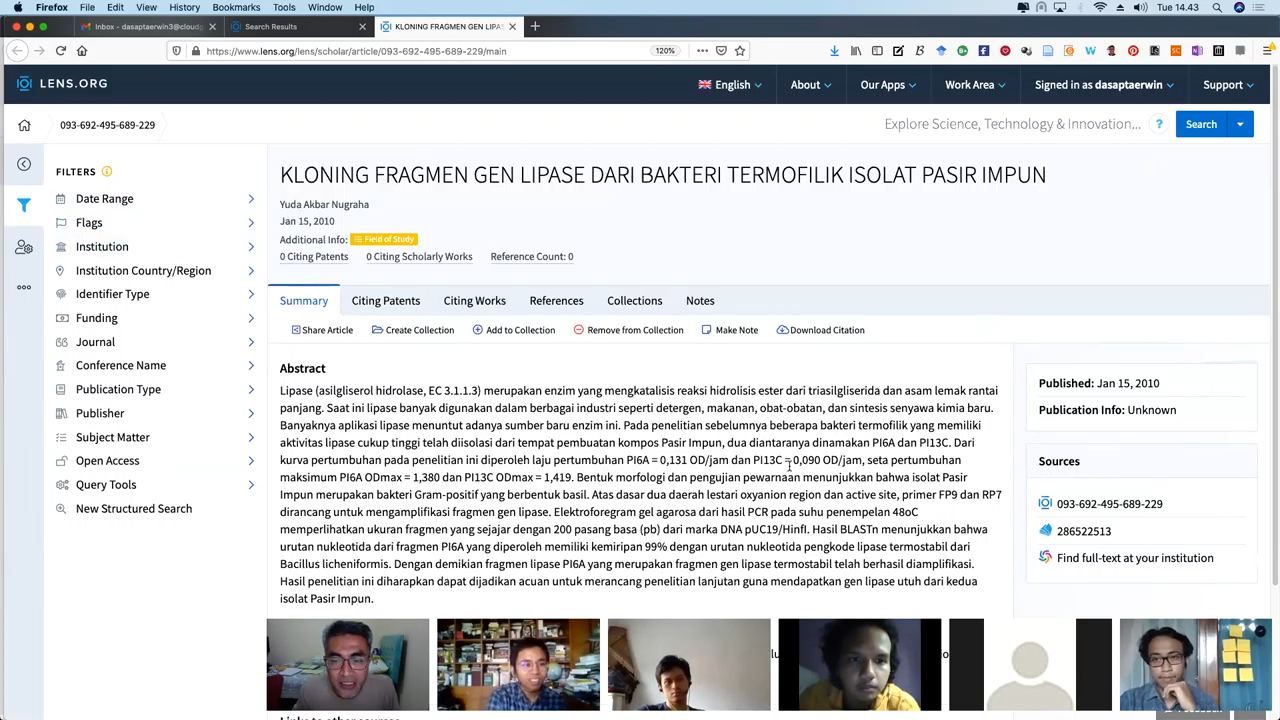 Firefox File Edit View History Bookmarks Tools Window Help
Tue 14.43
Inbox - dasaptaerwin3@cloud
Search Results
KLONING FRAGMEN GEN LIPAS
https://www.lens.org/lens/scholar/article/093-692-495-689-229/main
120%
LENS.ORG
English
About
Our Apps
Work Area
Signed in as dasaptaerwin
Support
093-692-495-689-229
Explore Science, Technology & Innovation...
?
Search
FILTERS
Date Range
Flags
Institution
Institution Country/Region
Identifier Type
Funding
Journal
Conference Name
Publication Type
Publisher
Subject Matter
Open Access
Query Tools
New Structured Search
KLONING FRAGMEN GEN LIPASE DARI BAKTERI TERMOFILIK ISOLAT PASIR IMPUN
Yuda Akbar Nugraha
Jan 15, 2010
Additional Info: Field of Study
0 Citing Patents 0 Citing Scholarly Works Reference Count: 0
Summary Citing Patents Citing Works References Collections Notes
Share Article Create Collection Add to Collection Remove from Collection Make Note Download Citation
Abstract
Lipase (asilgliserol hidrolase, EC 3.1.1.3) merupakan enzim yang mengkatalisis reaksi hidrolisis ester dari triasilgliserida dan asam lemak rantai
panjang. Saat ini lipase banyak digunakan dalam berbagai industri seperti detergen, makanan, obat-obatan, dan sintesis senyawa kimia baru.
Banyaknya aplikasi lipase menuntut adanya sumber baru enzim ini. Pada penelitian sebelumnya beberapa bakteri termofilik yang memiliki
aktivitas lipase cukup tinggi telah diisolasi dari tempat pembuatan kompos Pasir Impun, dua diantaranya dinamakan PI6A dan PI13C. Dari
kurva pertumbuhan pada penelitian ini diperoleh laju pertumbuhan PI6A = 0,131 OD/jam dan PI13C = 0,090 OD/jam, seta pertumbuhan
maksimum PI6A ODmax = 1,380 dan PI13C ODmax = 1,419. Bentuk morfologi dan pengujian pewarnaan menunjukkan bahwa isolat Pasir
Impun merupakan bakteri Gram-positif yang berbentuk basil. Atas dasar dua daerah lestari oxyanion region dan active site, primer FP9 dan RP7
dirancang untuk mengamplifikasi fragmen gen lipase. Elektroforegram gel agarosa dari hasil PCR pada suhu penempelan 48oC
memperlihatkan ukuran fragmen yang sejajar dengan 200 pasang basa (pb) dari marka DNA pUC19/HinfI. Hasil BLASTn menunjukkan bahwa
urutan nukleotida dari fragmen PI6A yang diperoleh memiliki kemiripan 99% dengan urutan nukleotida pengkode lipase termostabil dari
Bacillus licheniformis. Dengan demikian fragmen lipase PI6A yang merupakan fragmen gen lipase termostabil telah berhasil diamplifikasi.
Hasil penelitian ini diharapkan dapat dijadikan acuan untuk merancang penelitian lanjutan guna mendapatkan gen lipase utuh dari kedua
isolat Pasir Impun.
Published: Jan 15, 2010
Publication Info: Unknown
Sources
093-692-495-689-229
286522513
Find full-text at your institution